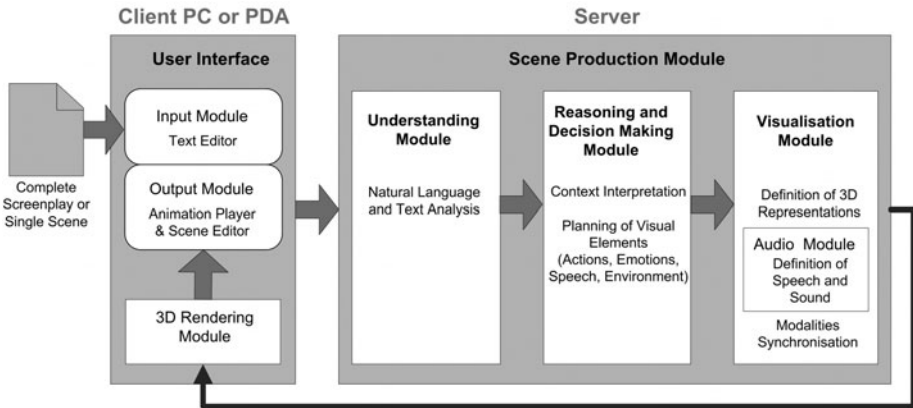 Client PC or PDA
Server
User Interface
Scene Production Module
Complete
Screenplay or
Single Scene
Input Module
Text Editor
Output Module
Animation Player
& Scene Editor
3D Rendering
Module
Understanding
Module
Natural Language
and Text Analysis
Reasoning and
Decision Making
Module
Context Interpretation
Planning of Visual
Elements
(Actions, Emotions,
Speech, Environment)
Visualisation
Module
Definition of 3D
Representations
Audio Module
Definition of
Speech and
Sound
Modalities
Synchronisation